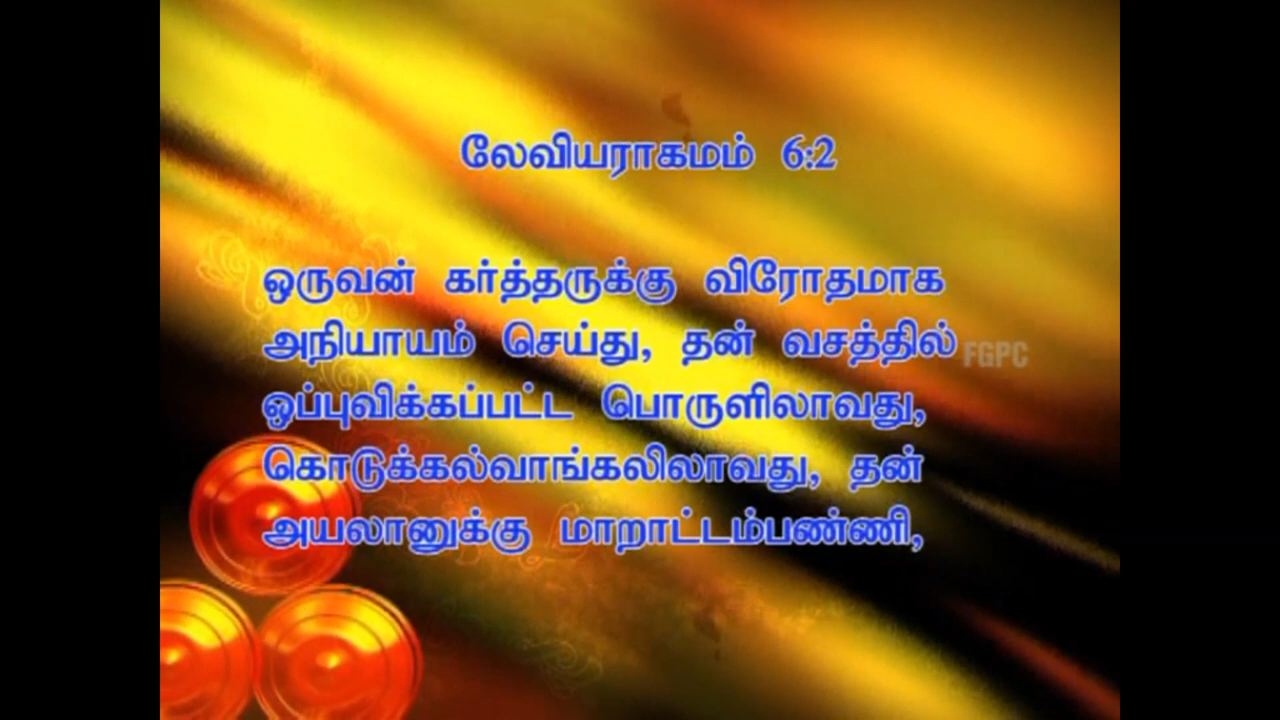 லேவியராகமம் 6:2
ஒருவன் கர்த்தருக்கு விரோதமாக
அநியாயம் செய்து, தன் வசத்தில்
ஒப்புவிக்கப்பட்ட பொருளிலாவது,
கொடுக்கல்வாங்கலிலாவது, தன்
அயலானுக்கு மாறாட்டம்பண்ணி,
FGPC